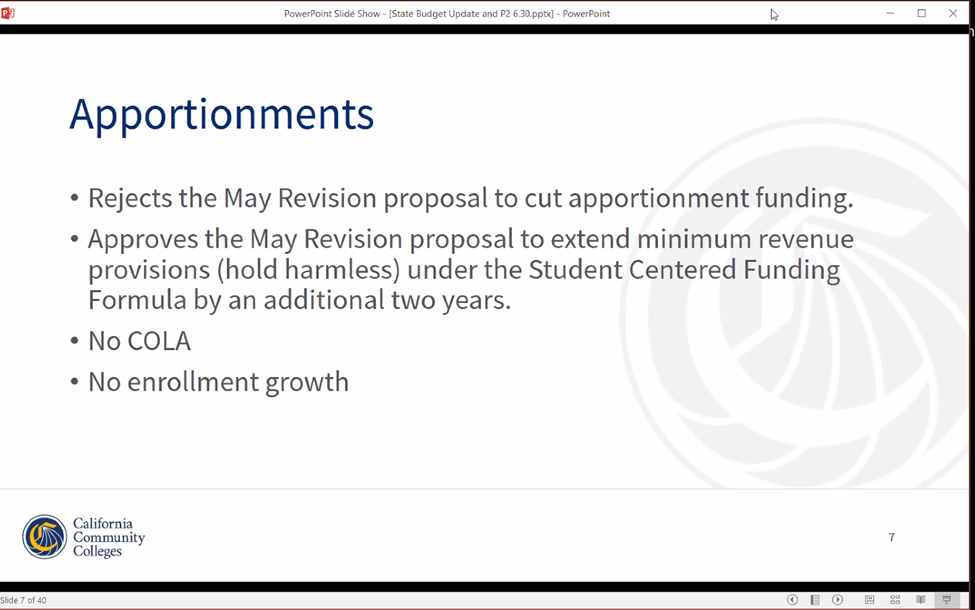 PowerPoint Slide Show - [State Budget Update and P2 6.30.pptx] - PowerPoint
Apportionments
• Rejects the May Revision proposal to cut apportionment funding.
• Approves the May Revision proposal to extend minimum revenue
provisions (hold harmless) under the Student Centered Funding
Formula by an additional two years.
• No COLA
• No enrollment growth
California
Community
Colleges
7
Slide 7 of 40